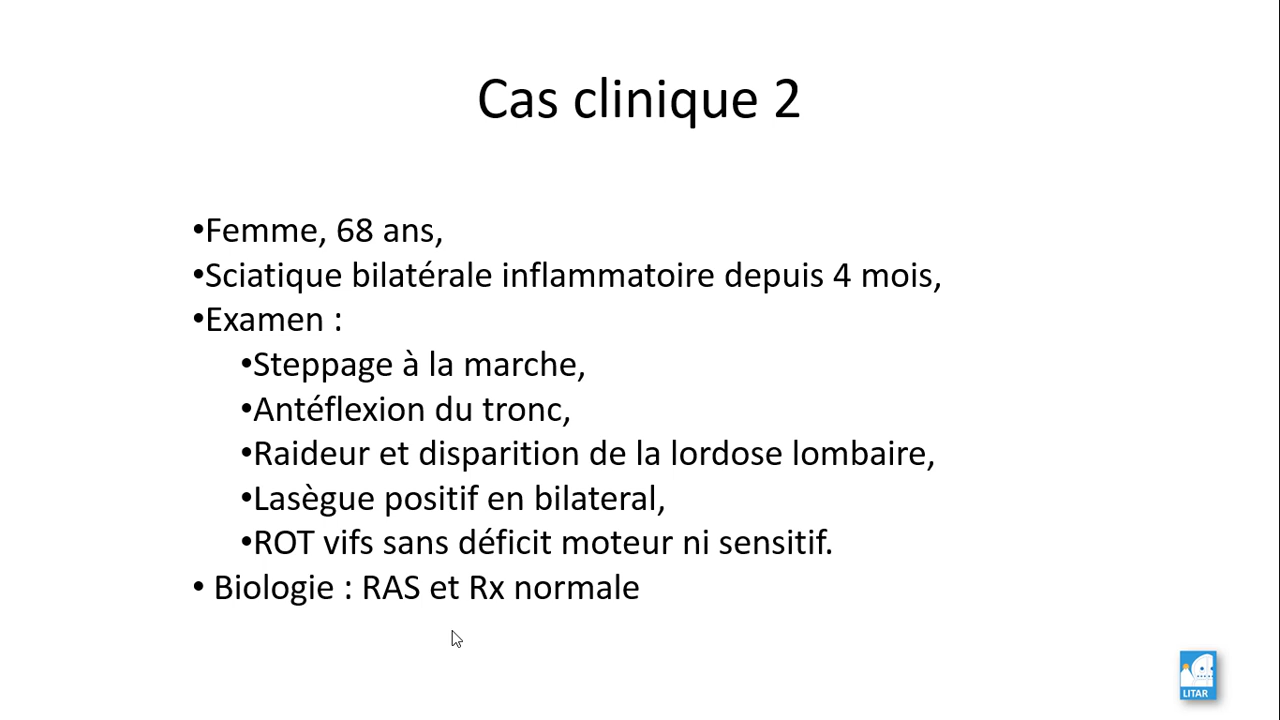 Cas clinique 2
•Femme, 68 ans,
•Sciatique bilatérale inflammatoire depuis 4 mois,
•Examen :
•Steppage à la marche,
•Antéflexion du tronc,
•Raideur et disparition de la lordose lombaire,
•Lasègue positif en bilateral,
•ROT vifs sans déficit moteur ni sensitif.
• Biologie : RAS et Rx normale
LITAR